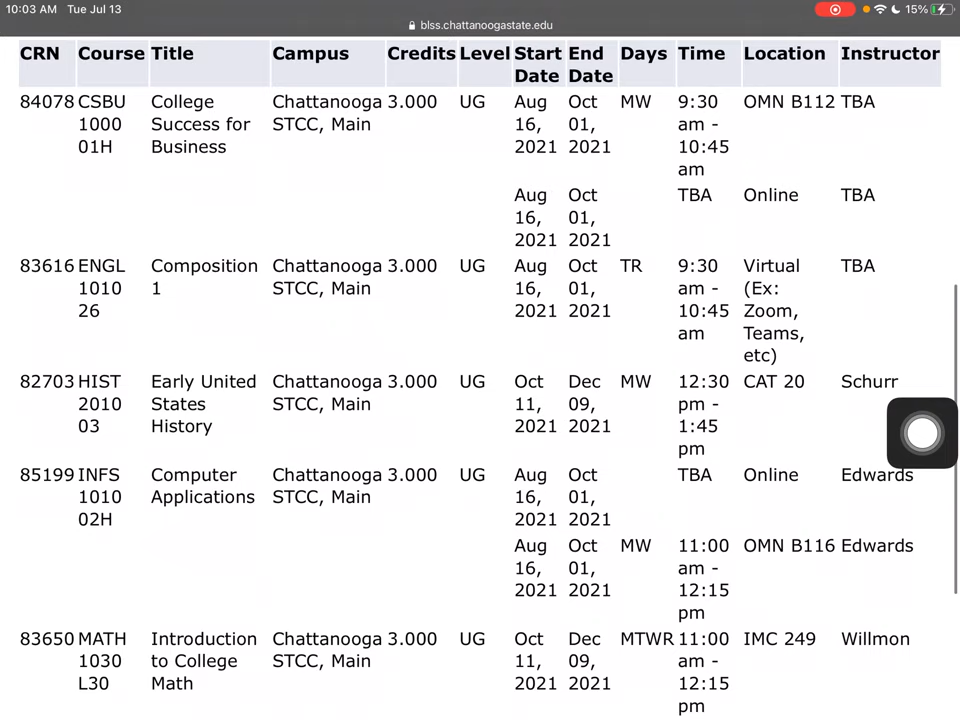 10:03 AM Tue Jul 13
15%
blss.chattanoogastate.edu
CRN Course Title Campus Credits Level Start Date End Date Days Time Location Instructor
84078 CSBU 1000 01H College Success for Business Chattanooga STCC, Main 3.000 UG Aug 16, 2021 Oct 01, 2021 MW 9:30 am - 10:45 am OMN B112 TBA
Aug 16, 2021 Oct 01, 2021 TBA Online TBA
83616 ENGL 1010 26 Composition 1 Chattanooga STCC, Main 3.000 UG Aug 16, 2021 Oct 01, 2021 TR 9:30 am - 10:45 am Virtual (Ex: Zoom, Teams, etc) TBA
82703 HIST 2010 03 Early United States History Chattanooga STCC, Main 3.000 UG Oct 11, 2021 Dec 09, 2021 MW 12:30 pm - 1:45 pm CAT 20 Schurr
85199 INFS 1010 02H Computer Applications Chattanooga STCC, Main 3.000 UG Aug 16, 2021 Oct 01, 2021 TBA Online Edwards
Aug 16, 2021 Oct 01, 2021 MW 11:00 am - 12:15 pm OMN B116 Edwards
83650 MATH 1030 L30 Introduction to College Math Chattanooga STCC, Main 3.000 UG Oct 11, 2021 Dec 09, 2021 MTWR 11:00 am - 12:15 pm IMC 249 Willmon